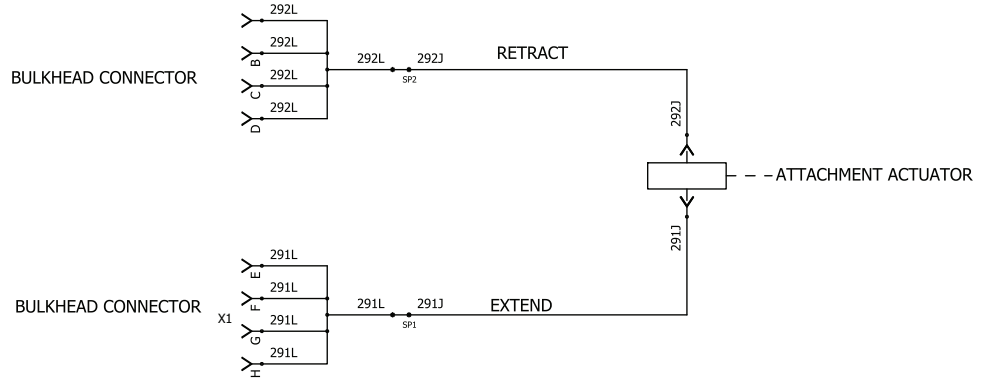 292L
292L
B
292L
C
292L
D
BULKHEAD CONNECTOR
292L
292J
SP2
RETRACT
292J
ATTACHMENT ACTUATOR
291J
291L
E
291L
F
291L
G
291L
H
BULKHEAD CONNECTOR
X1
291L
291J
SP1
EXTEND